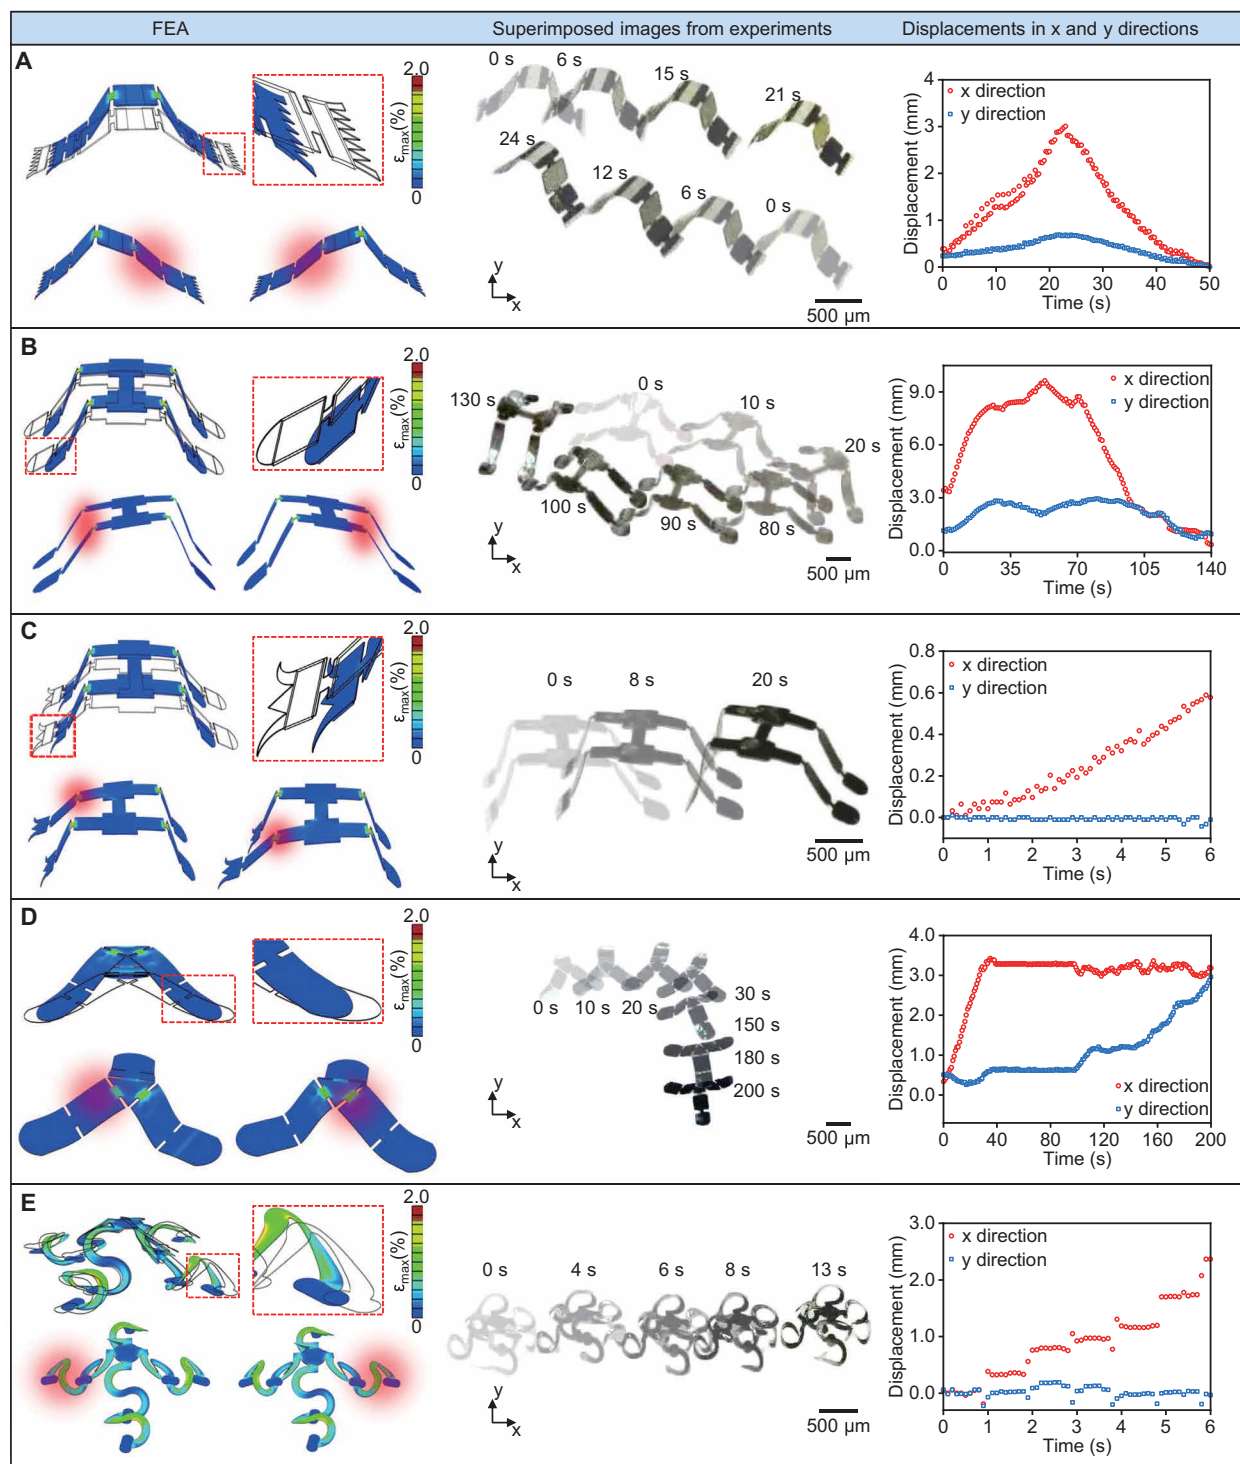 FEA
Superimposed images from experiments
Displacements in x and y directions
A
2.0
εmax(%)
0
0 s
6 s
15 s
21 s
24 s
12 s
6 s
0 s
y
x
500 µm
x direction
y direction
Displacement (mm)
4
3
2
1
0
0 10 20 30 40 50
Time (s)
B
2.0
εmax(%)
0
130 s
0 s
10 s
20 s
100 s
90 s
80 s
y
x
500 µm
x direction
y direction
Displacement (mm)
9.0
6.0
3.0
0.0
0 35 70 105 140
Time (s)
C
2.0
εmax(%)
0
0 s
8 s
20 s
y
x
500 µm
x direction
y direction
Displacement (mm)
0.8
0.6
0.4
0.2
0.0
0 1 2 3 4 5 6
Time (s)
D
2.0
εmax(%)
0
0 s
10 s
20 s
30 s
150 s
180 s
200 s
y
x
500 µm
Displacement (mm)
4.0
3.0
2.0
1.0
0.0
x direction
y direction
0 40 80 120 160 200
Time (s)
E
2.0
εmax(%)
0
0 s
4 s
6 s
8 s
13 s
y
x
500 µm
x direction
y direction
Displacement (mm)
3.0
2.0
1.0
0.0
0 1 2 3 4 5 6
Time (s)